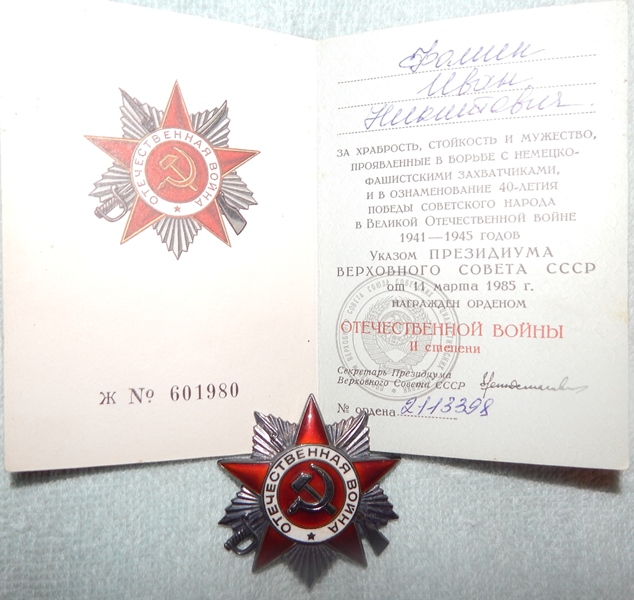 ОТЕЧЕСТВЕННАЯ ВОЙНА
Ж № 601980
Фомин
Иван
Никитович.
ЗА ХРАБРОСТЬ, СТОЙКОСТЬ И МУЖЕСТВО,
ПРОЯВЛЕННЫЕ В БОРЬБЕ С НЕМЕЦКО-
ФАШИСТСКИМИ ЗАХВАТЧИКАМИ,
И В ОЗНАМЕНОВАНИЕ 40-ЛЕТИЯ
ПОБЕДЫ СОВЕТСКОГО НАРОДА
В ВЕЛИКОЙ ОТЕЧЕСТВЕННОЙ ВОЙНЕ
1941—1945 ГОДОВ
УКАЗОМ ПРЕЗИДИУМА
ВЕРХОВНОГО СОВЕТА СССР
от 11 марта 1985 г.
НАГРАЖДЕН ОРДЕНОМ
ОТЕЧЕСТВЕННОЙ ВОЙНЫ
II степени
Секретарь Президиума
Верховного Совета СССР
№ ордена 2113398
ОТЕЧЕСТВЕННАЯ ВОЙНА